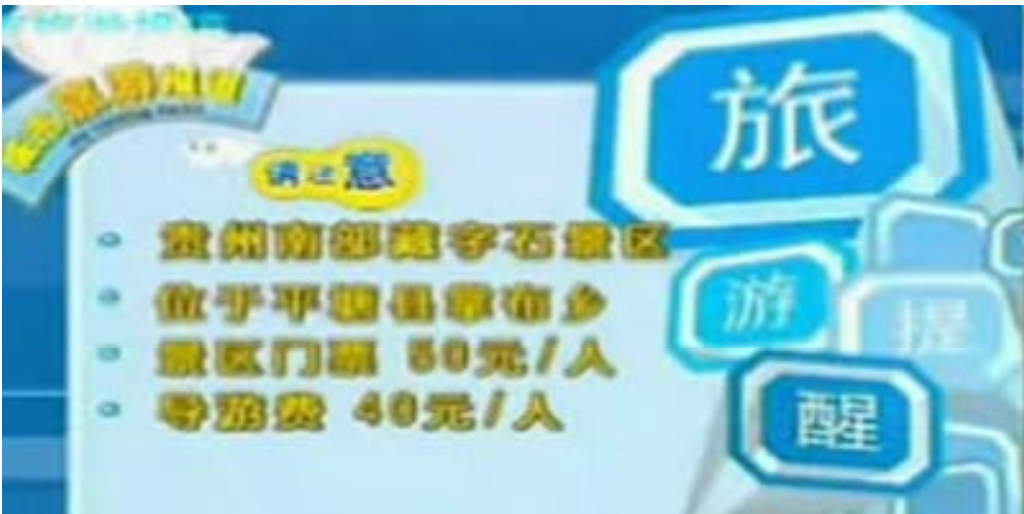 请注意
贵州南部藏字石景区
位于平塘县掌布乡
景区门票 50元/人
导游费 40元/人
旅
游
提
醒